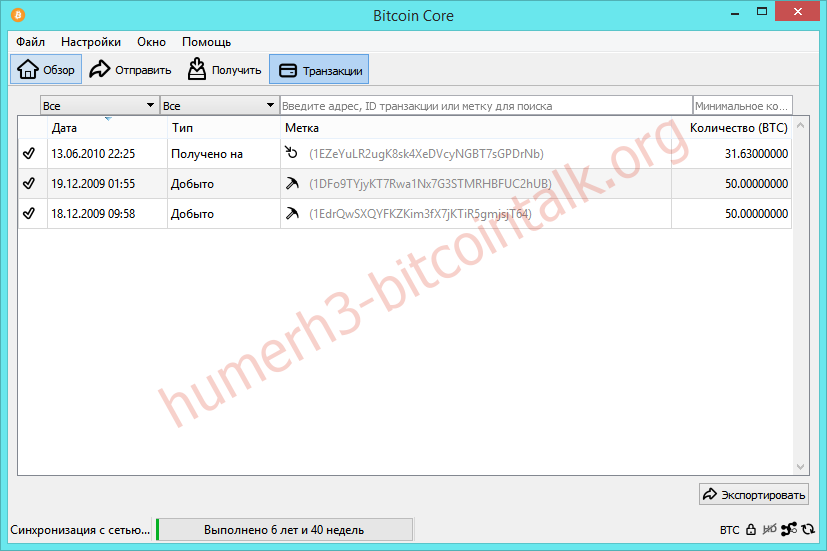 Bitcoin Core
Файл Настройки Окно Помощь
Обзор Отправить Получить Транзакции
Все Все Введите адрес, ID транзакции или метку для поиска Минимальное ко...
Дата Тип Метка Количество (BTC)
13.06.2010 22:25 Получено на (1EZeYuLR2ugK8sk4XeDVcyNGBT7sGPDrNb) 31.63000000
19.12.2009 01:55 Добыто (1DFo9TYjyKT7Rwa1Nx7G3STMRHBFUC2hUB) 50.00000000
18.12.2009 09:58 Добыто (1EdrQwSXQYFKZKim3fX7jKTiR5gmjsjT64) 50.00000000
humerh3-bitcointalk.org
Экспортировать
Синхронизация с сетью... Выполнено 6 лет и 40 недель BTC HD